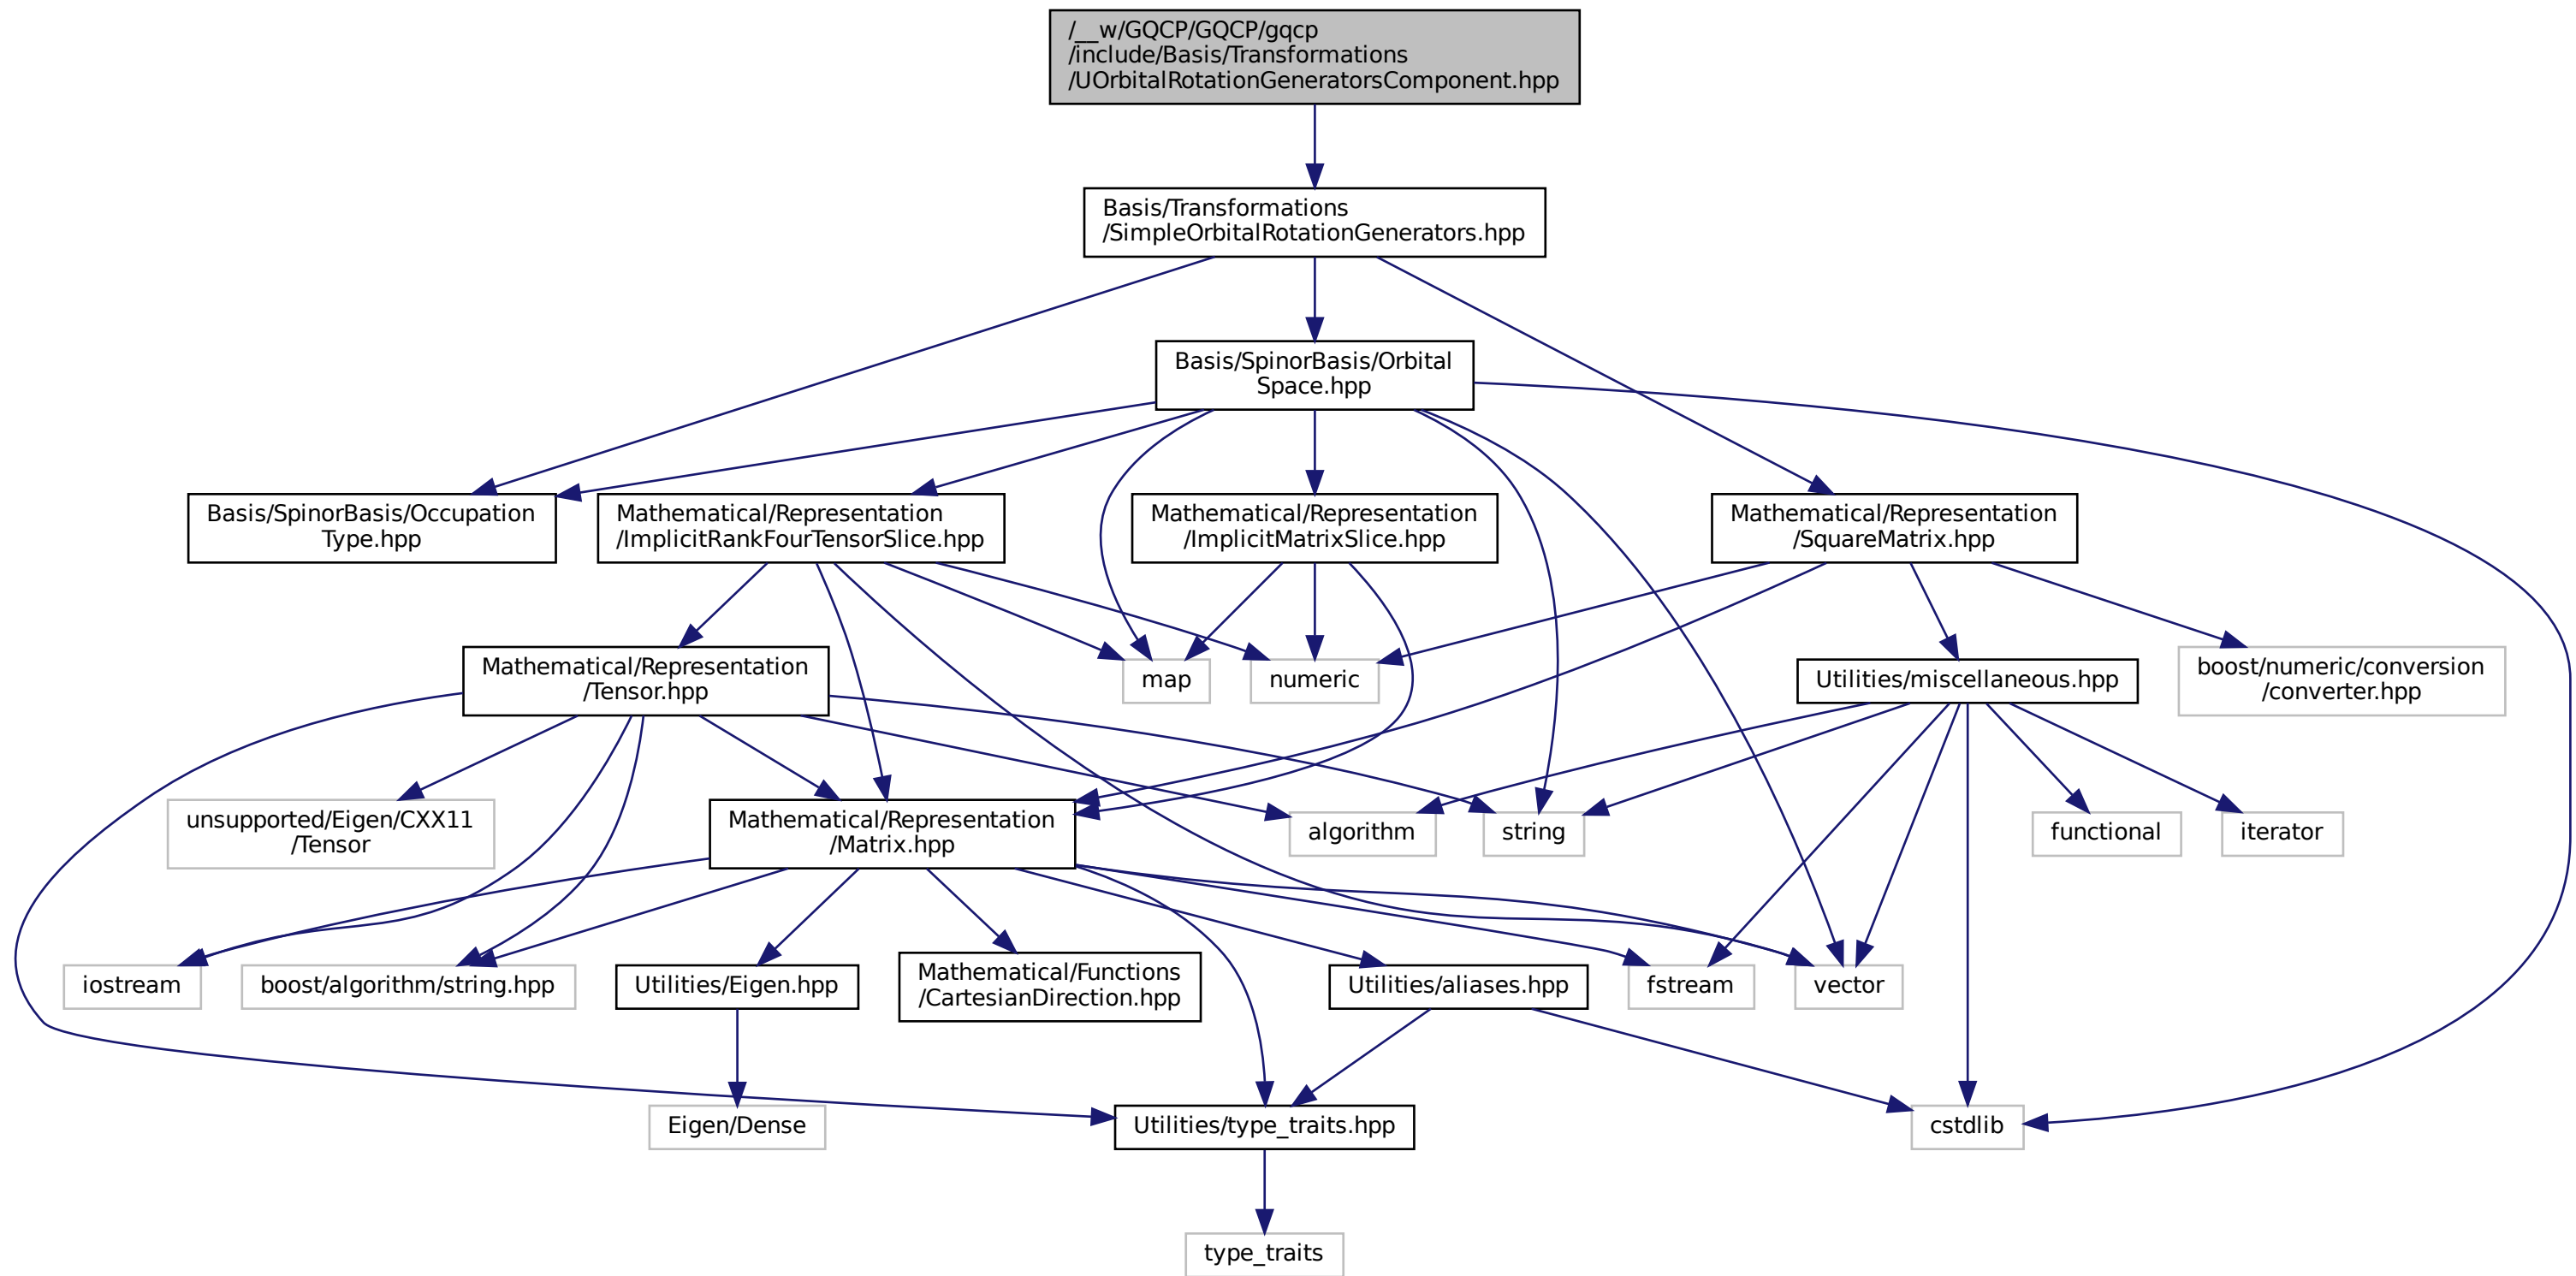 /__w/GQCP/GQCP/gqcp
/include/Basis/Transformations
/UOrbitalRotationGeneratorsComponent.hpp
Basis/Transformations
/SimpleOrbitalRotationGenerators.hpp
Basis/SpinorBasis/Orbital
Space.hpp
Basis/SpinorBasis/Occupation
Type.hpp
Mathematical/Representation
/ImplicitRankFourTensorSlice.hpp
Mathematical/Representation
/ImplicitMatrixSlice.hpp
Mathematical/Representation
/SquareMatrix.hpp
Mathematical/Representation
/Tensor.hpp
map
numeric
Utilities/miscellaneous.hpp
boost/numeric/conversion
/converter.hpp
unsupported/Eigen/CXX11
/Tensor
Mathematical/Representation
/Matrix.hpp
algorithm
string
functional
iterator
iostream
boost/algorithm/string.hpp
Utilities/Eigen.hpp
Mathematical/Functions
/CartesianDirection.hpp
Utilities/aliases.hpp
fstream
vector
Eigen/Dense
Utilities/type_traits.hpp
cstdlib
type_traits